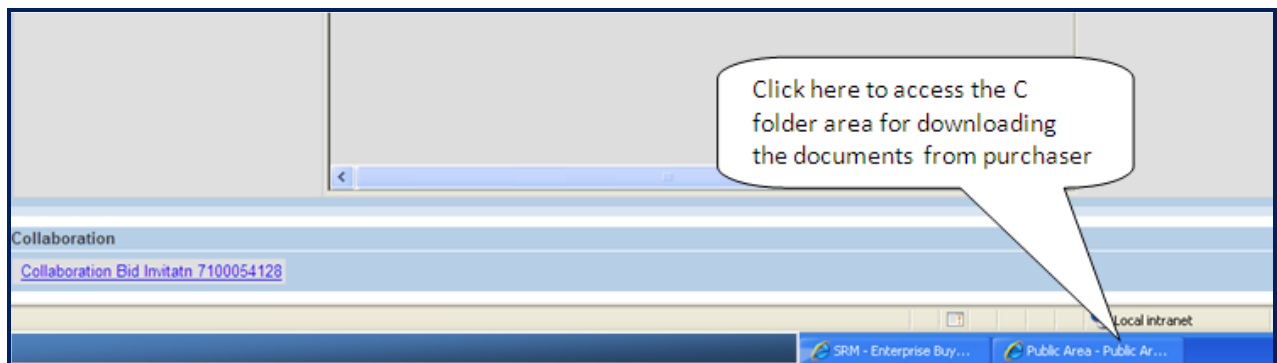 Click here to access the C
folder area for downloading
the documents from purchaser
Collaboration
Collaboration Bid Invitatn 7100054128
Local intranet
SRM - Enterprise Buy...
Public Area - Public Ar...